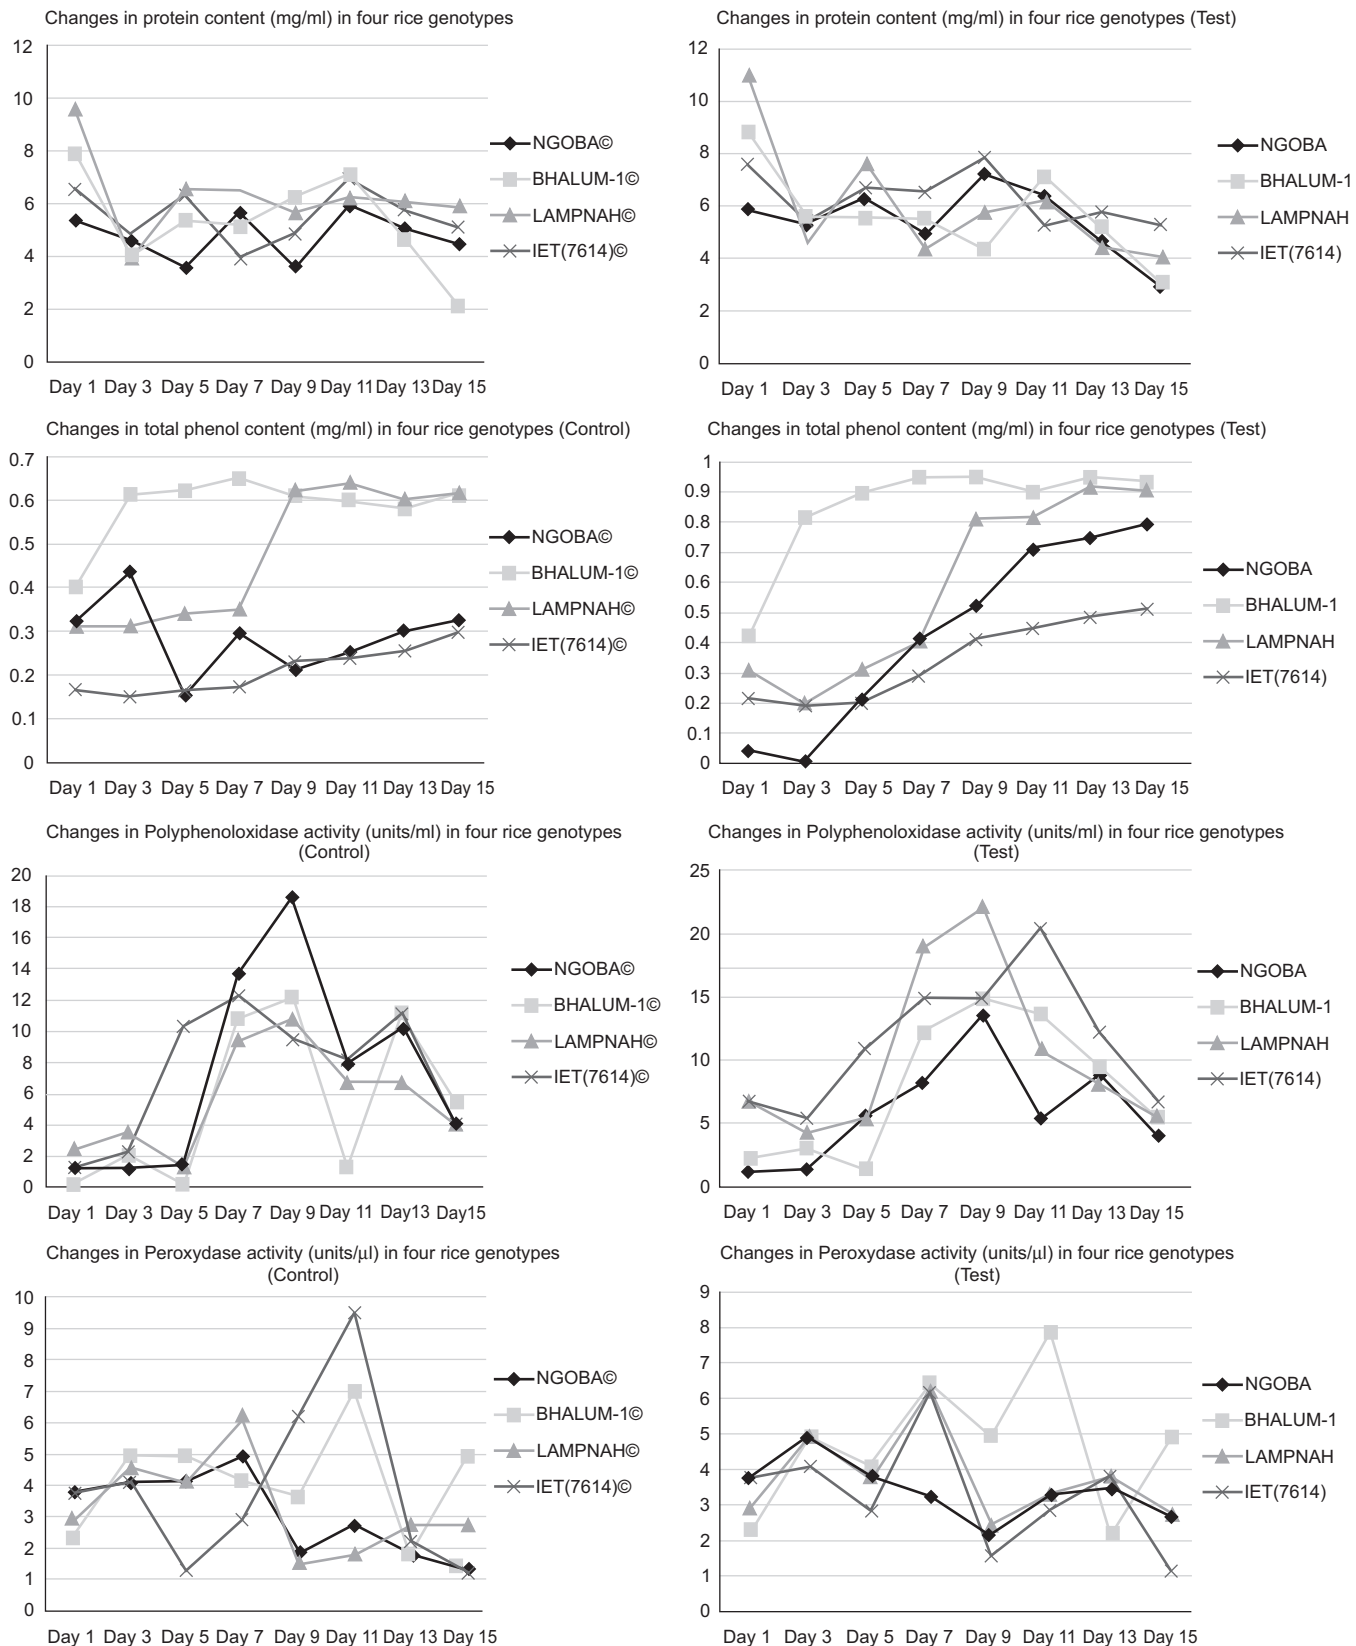 Changes in protein content (mg/ml) in four rice genotypes
12
10
8
6
4
2
0
Day 1 Day 3 Day 5 Day 7 Day 9 Day 11 Day 13 Day 15
NGOBA©
BHALUM-1©
LAMPNAH©
IET(7614)©
Changes in protein content (mg/ml) in four rice genotypes (Test)
12
10
8
6
4
2
0
Day 1 Day 3 Day 5 Day 7 Day 9 Day 11 Day 13 Day 15
NGOBA
BHALUM-1
LAMPNAH
IET(7614)
Changes in total phenol content (mg/ml) in four rice genotypes (Control)
0.7
0.6
0.5
0.4
0.3
0.2
0.1
0
Day 1 Day 3 Day 5 Day 7 Day 9 Day 11 Day 13 Day 15
NGOBA©
BHALUM-1©
LAMPNAH©
IET(7614)©
Changes in total phenol content (mg/ml) in four rice genotypes (Test)
1
0.9
0.8
0.7
0.6
0.5
0.4
0.3
0.2
0.1
0
Day 1 Day 3 Day 5 Day 7 Day 9 Day 11 Day 13 Day 15
NGOBA
BHALUM-1
LAMPNAH
IET(7614)
Changes in Polyphenoloxidase activity (units/ml) in four rice genotypes
(Control)
20
18
16
14
12
10
8
6
4
2
0
Day 1 Day 3 Day 5 Day 7 Day 9 Day 11 Day13 Day15
NGOBA©
BHALUM-1©
LAMPNAH©
IET(7614)©
Changes in Polyphenoloxidase activity (units/ml) in four rice genotypes
(Test)
25
20
15
10
5
0
Day 1 Day 3 Day 5 Day 7 Day 9 Day 11 Day 13 Day 15
NGOBA
BHALUM-1
LAMPNAH
IET(7614)
Changes in Peroxydase activity (units/μl) in four rice genotypes
(Control)
10
9
8
7
6
5
4
3
2
1
0
Day 1 Day 3 Day 5 Day 7 Day 9 Day 11 Day 13 Day 15
NGOBA©
BHALUM-1©
LAMPNAH©
IET(7614)©
Changes in Peroxydase activity (units/μl) in four rice genotypes
(Test)
9
8
7
6
5
4
3
2
1
0
Day 1 Day 3 Day 5 Day 7 Day 9 Day 11 Day 13 Day 15
NGOBA
BHALUM-1
LAMPNAH
IET(7614)